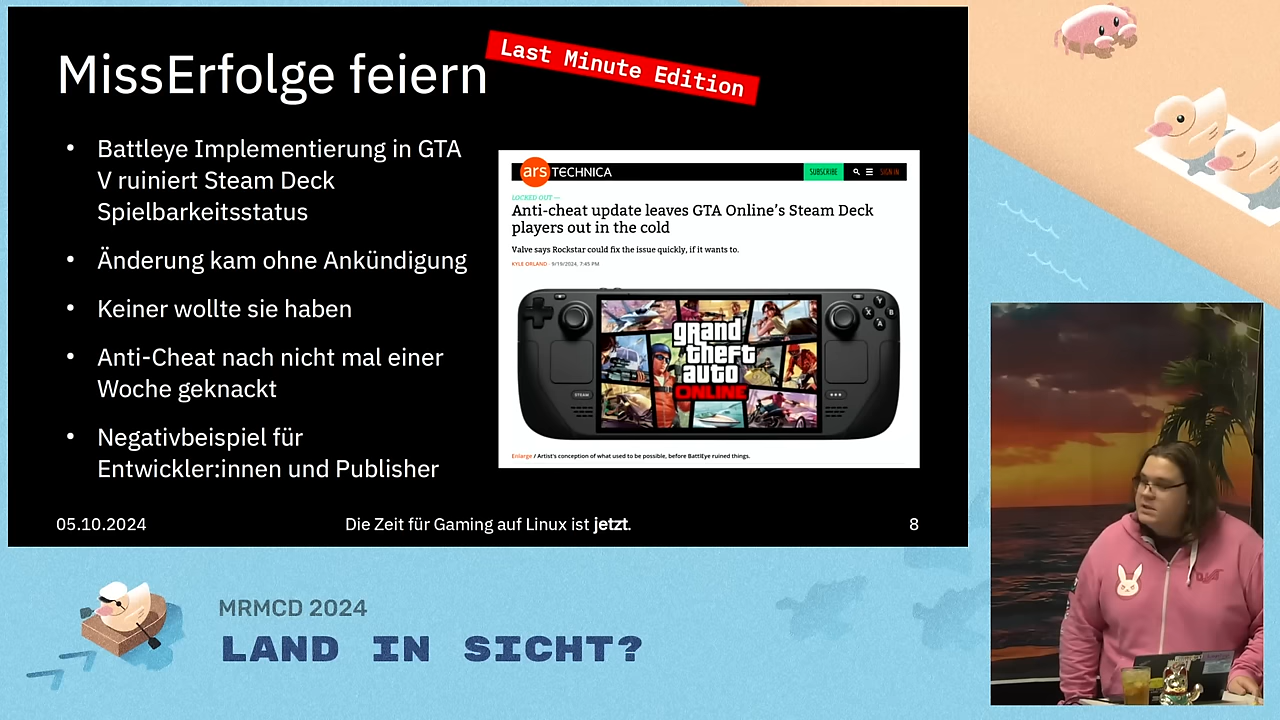 MissErfolge feiern
Last Minute Edition
• Battleye Implementierung in GTA
V ruiniert Steam Deck
Spielbarkeitsstatus
• Änderung kam ohne Ankündigung
• Keiner wollte sie haben
• Anti-Cheat nach nicht mal einer
Woche geknackt
• Negativbeispiel für
Entwickler:innen und Publisher
ars TECHNICA
SUBSCRIBE
SIGN IN
LOCKED OUT —
Anti-cheat update leaves GTA Online's Steam Deck
players out in the cold
Valve says Rockstar could fix the issue quickly, if it wants to.
KYLE ORLAND - 9/19/2024, 7:45 PM
Y
X B
A
grand
theft
auto
ONLINE
STEAM
Enlarge / Artist's conception of what used to be possible, before BattlEye ruined things.
05.10.2024
Die Zeit für Gaming auf Linux ist jetzt.
8
MRMCD 2024
LAND IN SICHT?